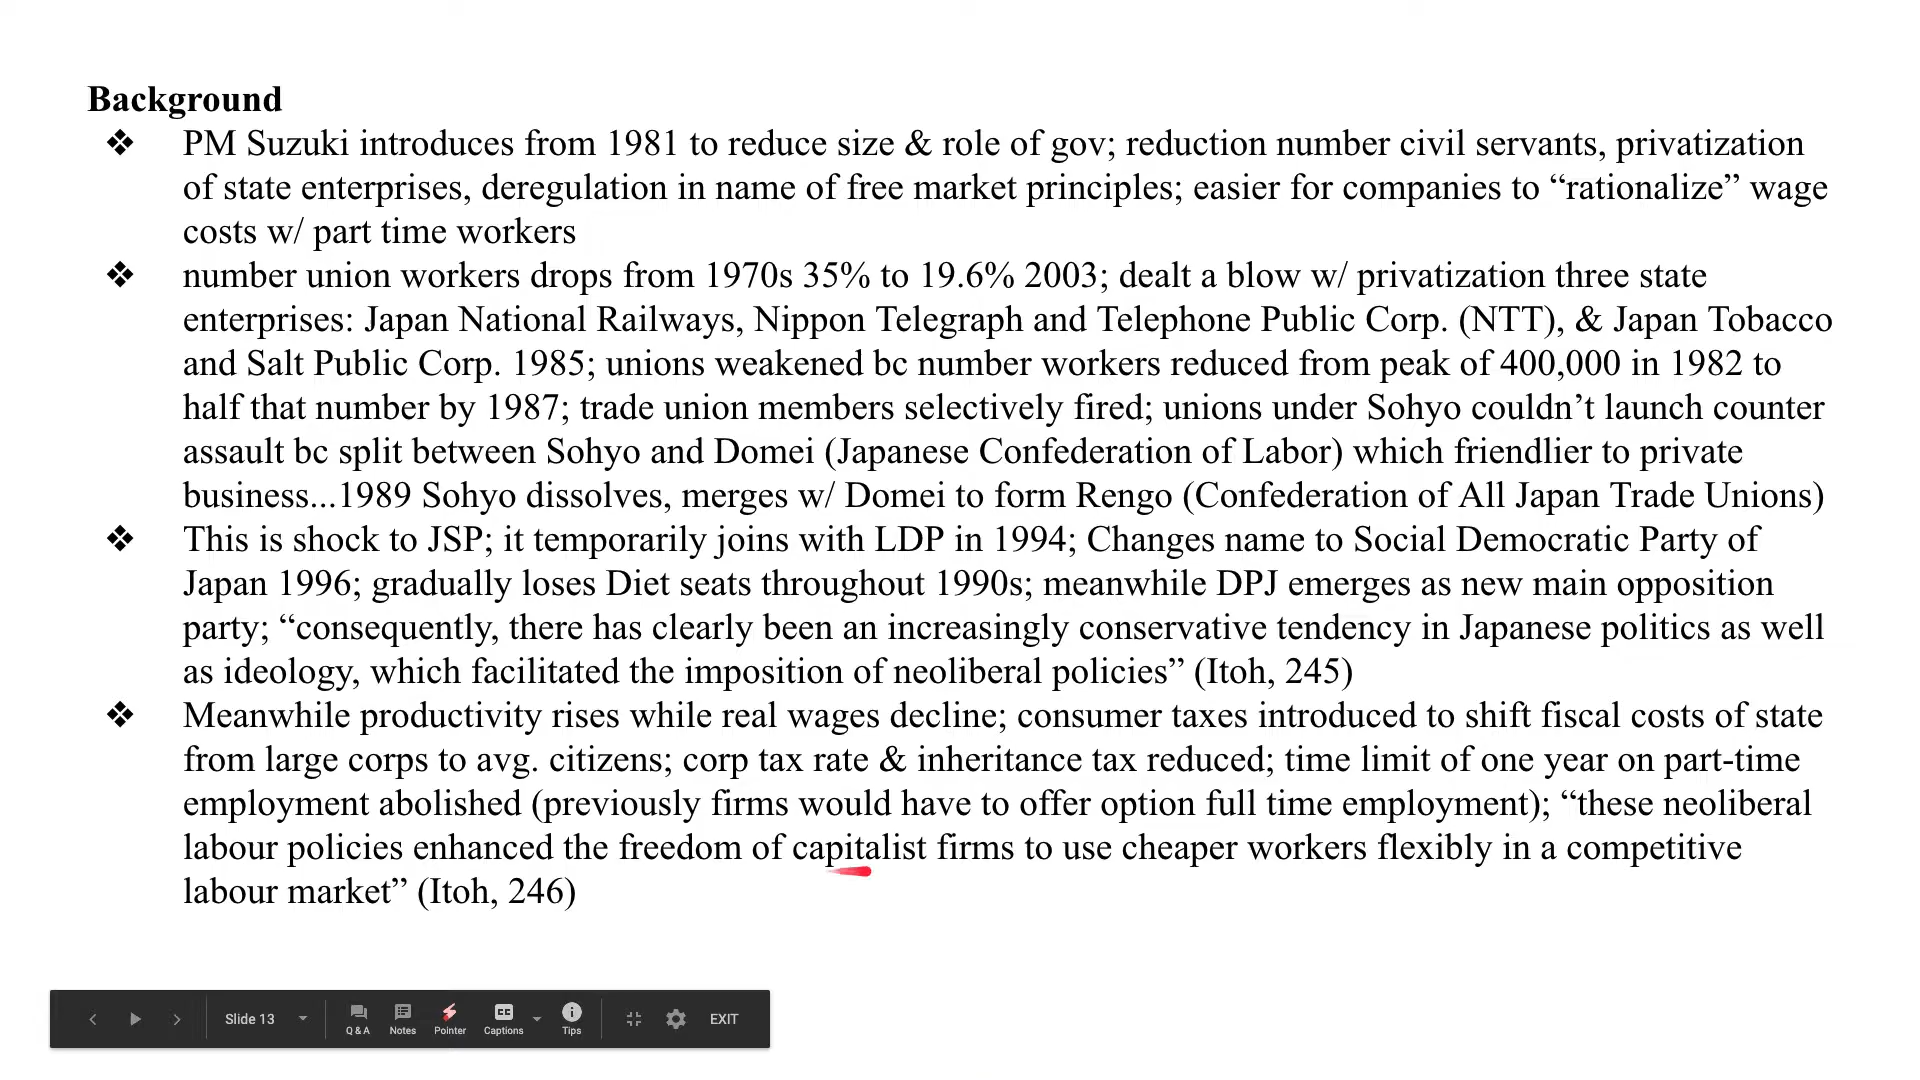 Background
❖ PM Suzuki introduces from 1981 to reduce size & role of gov; reduction number civil servants, privatization
of state enterprises, deregulation in name of free market principles; easier for companies to “rationalize” wage
costs w/ part time workers
❖ number union workers drops from 1970s 35% to 19.6% 2003; dealt a blow w/ privatization three state
enterprises: Japan National Railways, Nippon Telegraph and Telephone Public Corp. (NTT), & Japan Tobacco
and Salt Public Corp. 1985; unions weakened bc number workers reduced from peak of 400,000 in 1982 to
half that number by 1987; trade union members selectively fired; unions under Sohyo couldn’t launch counter
assault bc split between Sohyo and Domei (Japanese Confederation of Labor) which friendlier to private
business...1989 Sohyo dissolves, merges w/ Domei to form Rengo (Confederation of All Japan Trade Unions)
❖ This is shock to JSP; it temporarily joins with LDP in 1994; Changes name to Social Democratic Party of
Japan 1996; gradually loses Diet seats throughout 1990s; meanwhile DPJ emerges as new main opposition
party; “consequently, there has clearly been an increasingly conservative tendency in Japanese politics as well
as ideology, which facilitated the imposition of neoliberal policies” (Itoh, 245)
❖ Meanwhile productivity rises while real wages decline; consumer taxes introduced to shift fiscal costs of state
from large corps to avg. citizens; corp tax rate & inheritance tax reduced; time limit of one year on part-time
employment abolished (previously firms would have to offer option full time employment); “these neoliberal
labour policies enhanced the freedom of capitalist firms to use cheaper workers flexibly in a competitive
labour market” (Itoh, 246)
Slide 13 Q & A Notes Pointer CC Captions Tips EXIT